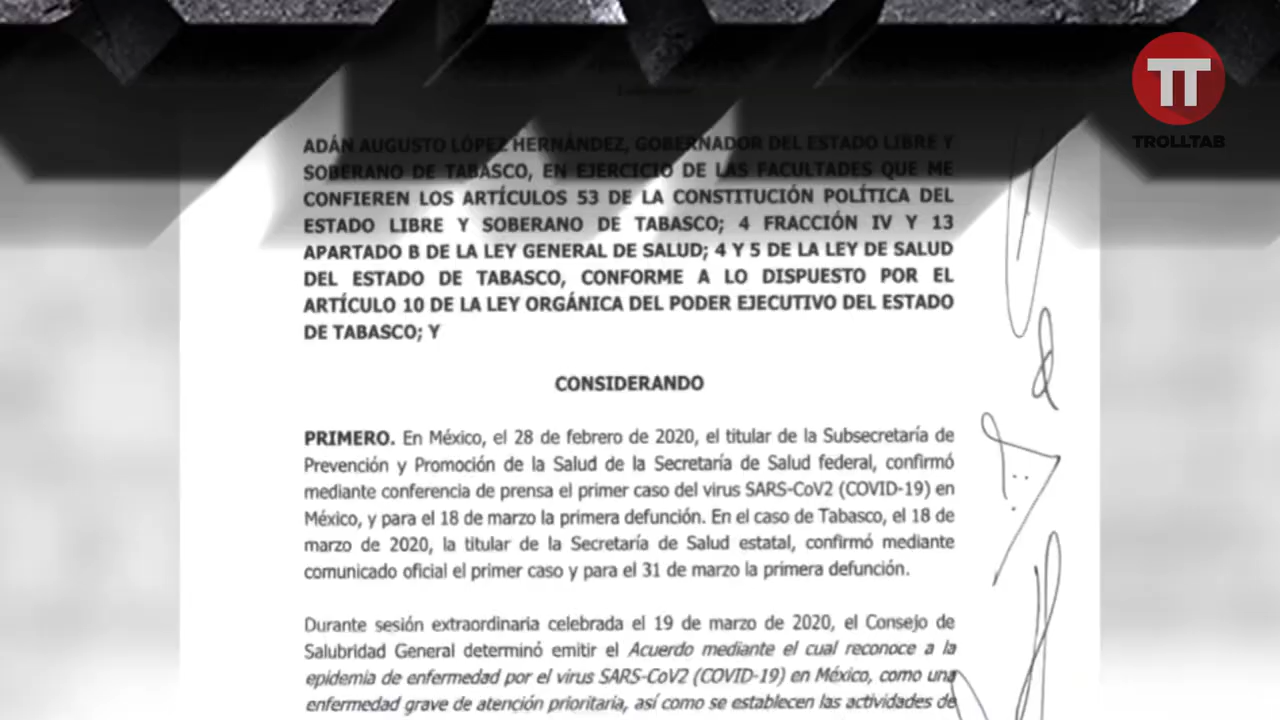 TT
TROLLTAB
ADÁN AUGUSTO LÓPEZ HERNÁNDEZ, GOBERNADOR DEL ESTADO LIBRE Y
SOBERANO DE TABASCO, EN EJERCICIO DE LAS FACULTADES QUE ME
CONFIEREN LOS ARTÍCULOS 53 DE LA CONSTITUCIÓN POLÍTICA DEL
ESTADO LIBRE Y SOBERANO DE TABASCO; 4 FRACCIÓN IV Y 13
APARTADO B DE LA LEY GENERAL DE SALUD; 4 Y 5 DE LA LEY DE SALUD
DEL ESTADO DE TABASCO, CONFORME A LO DISPUESTO POR EL
ARTÍCULO 10 DE LA LEY ORGÁNICA DEL PODER EJECUTIVO DEL ESTADO
DE TABASCO; Y
CONSIDERANDO
PRIMERO. En México, el 28 de febrero de 2020, el titular de la Subsecretaría de
Prevención y Promoción de la Salud de la Secretaría de Salud federal, confirmó
mediante conferencia de prensa el primer caso del virus SARS-CoV2 (COVID-19) en
México, y para el 18 de marzo la primera defunción. En el caso de Tabasco, el 18 de
marzo de 2020, la titular de la Secretaría de Salud estatal, confirmó mediante
comunicado oficial el primer caso y para el 31 de marzo la primera defunción.
Durante sesión extraordinaria celebrada el 19 de marzo de 2020, el Consejo de
Salubridad General determinó emitir el Acuerdo mediante el cual reconoce a la
epidemia de enfermedad por el virus SARS-CoV2 (COVID-19) en México, como una
enfermedad grave de atención prioritaria, así como se establecen las actividades de